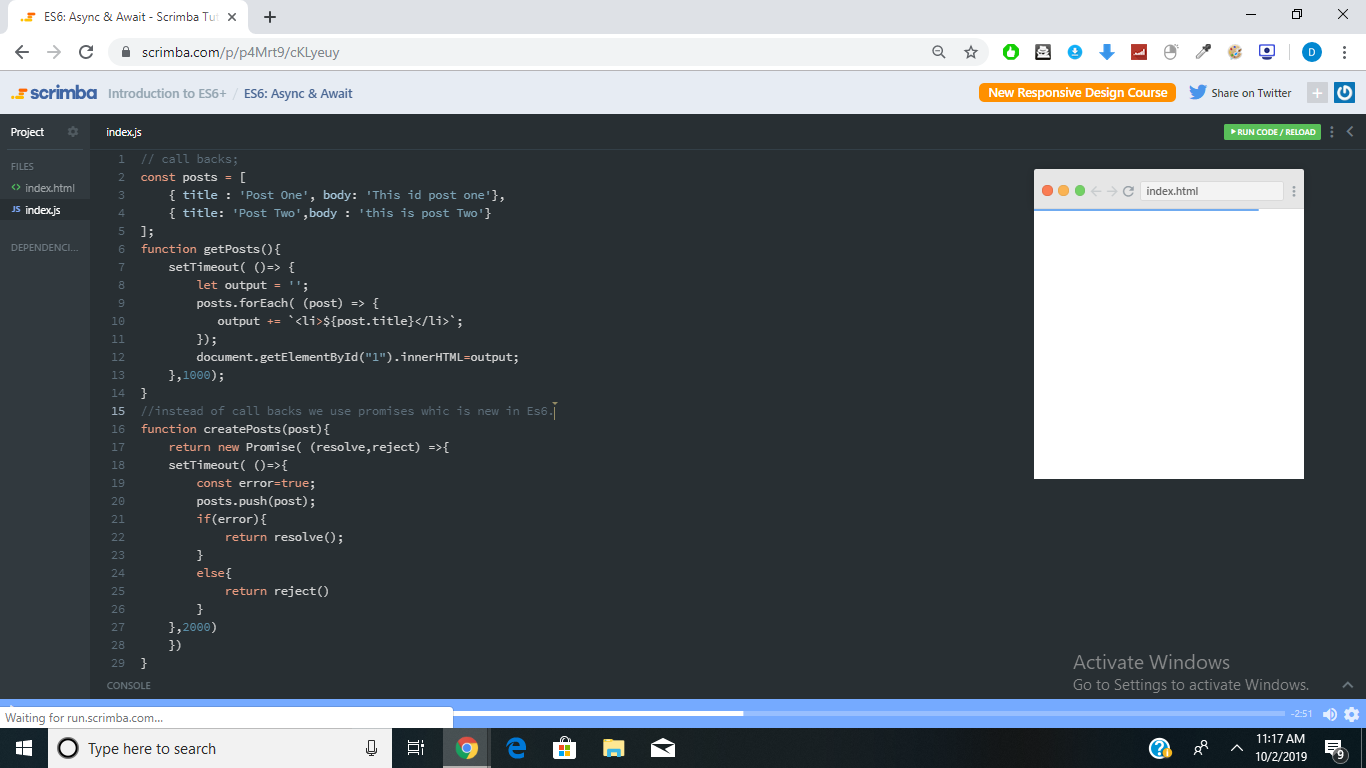 ES6: Async & Await - Scrimba Tut
scrimba.com/p/p4Mrt9/cKLyeuy
D
scrimba Introduction to ES6+ / ES6: Async & Await
New Responsive Design Course
Share on Twitter
Project
index.js
RUN CODE / RELOAD
FILES
index.html
JS index.js
DEPENDENCI...
1 // call backs;
2 const posts = [
3 { title : 'Post One', body: 'This id post one'},
4 { title: 'Post Two',body : 'this is post Two'}
5 ];
6 function getPosts(){
7 setTimeout( ()=> {
8 let output = '';
9 posts.forEach( (post) => {
10 output += `<li>${post.title}</li>`;
11 });
12 document.getElementById("1").innerHTML=output;
13 },1000);
14 }
15 //instead of call backs we use promises whic is new in Es6.
16 function createPosts(post){
17 return new Promise( (resolve,reject) =>{
18 setTimeout( ()=>{
19 const error=true;
20 posts.push(post);
21 if(error){
22 return resolve();
23 }
24 else{
25 return reject()
26 }
27 },2000)
28 })
29 }
index.html
CONSOLE
Activate Windows
Go to Settings to activate Windows.
-2:51
Waiting for run.scrimba.com...
Type here to search
11:17 AM
10/2/2019
9